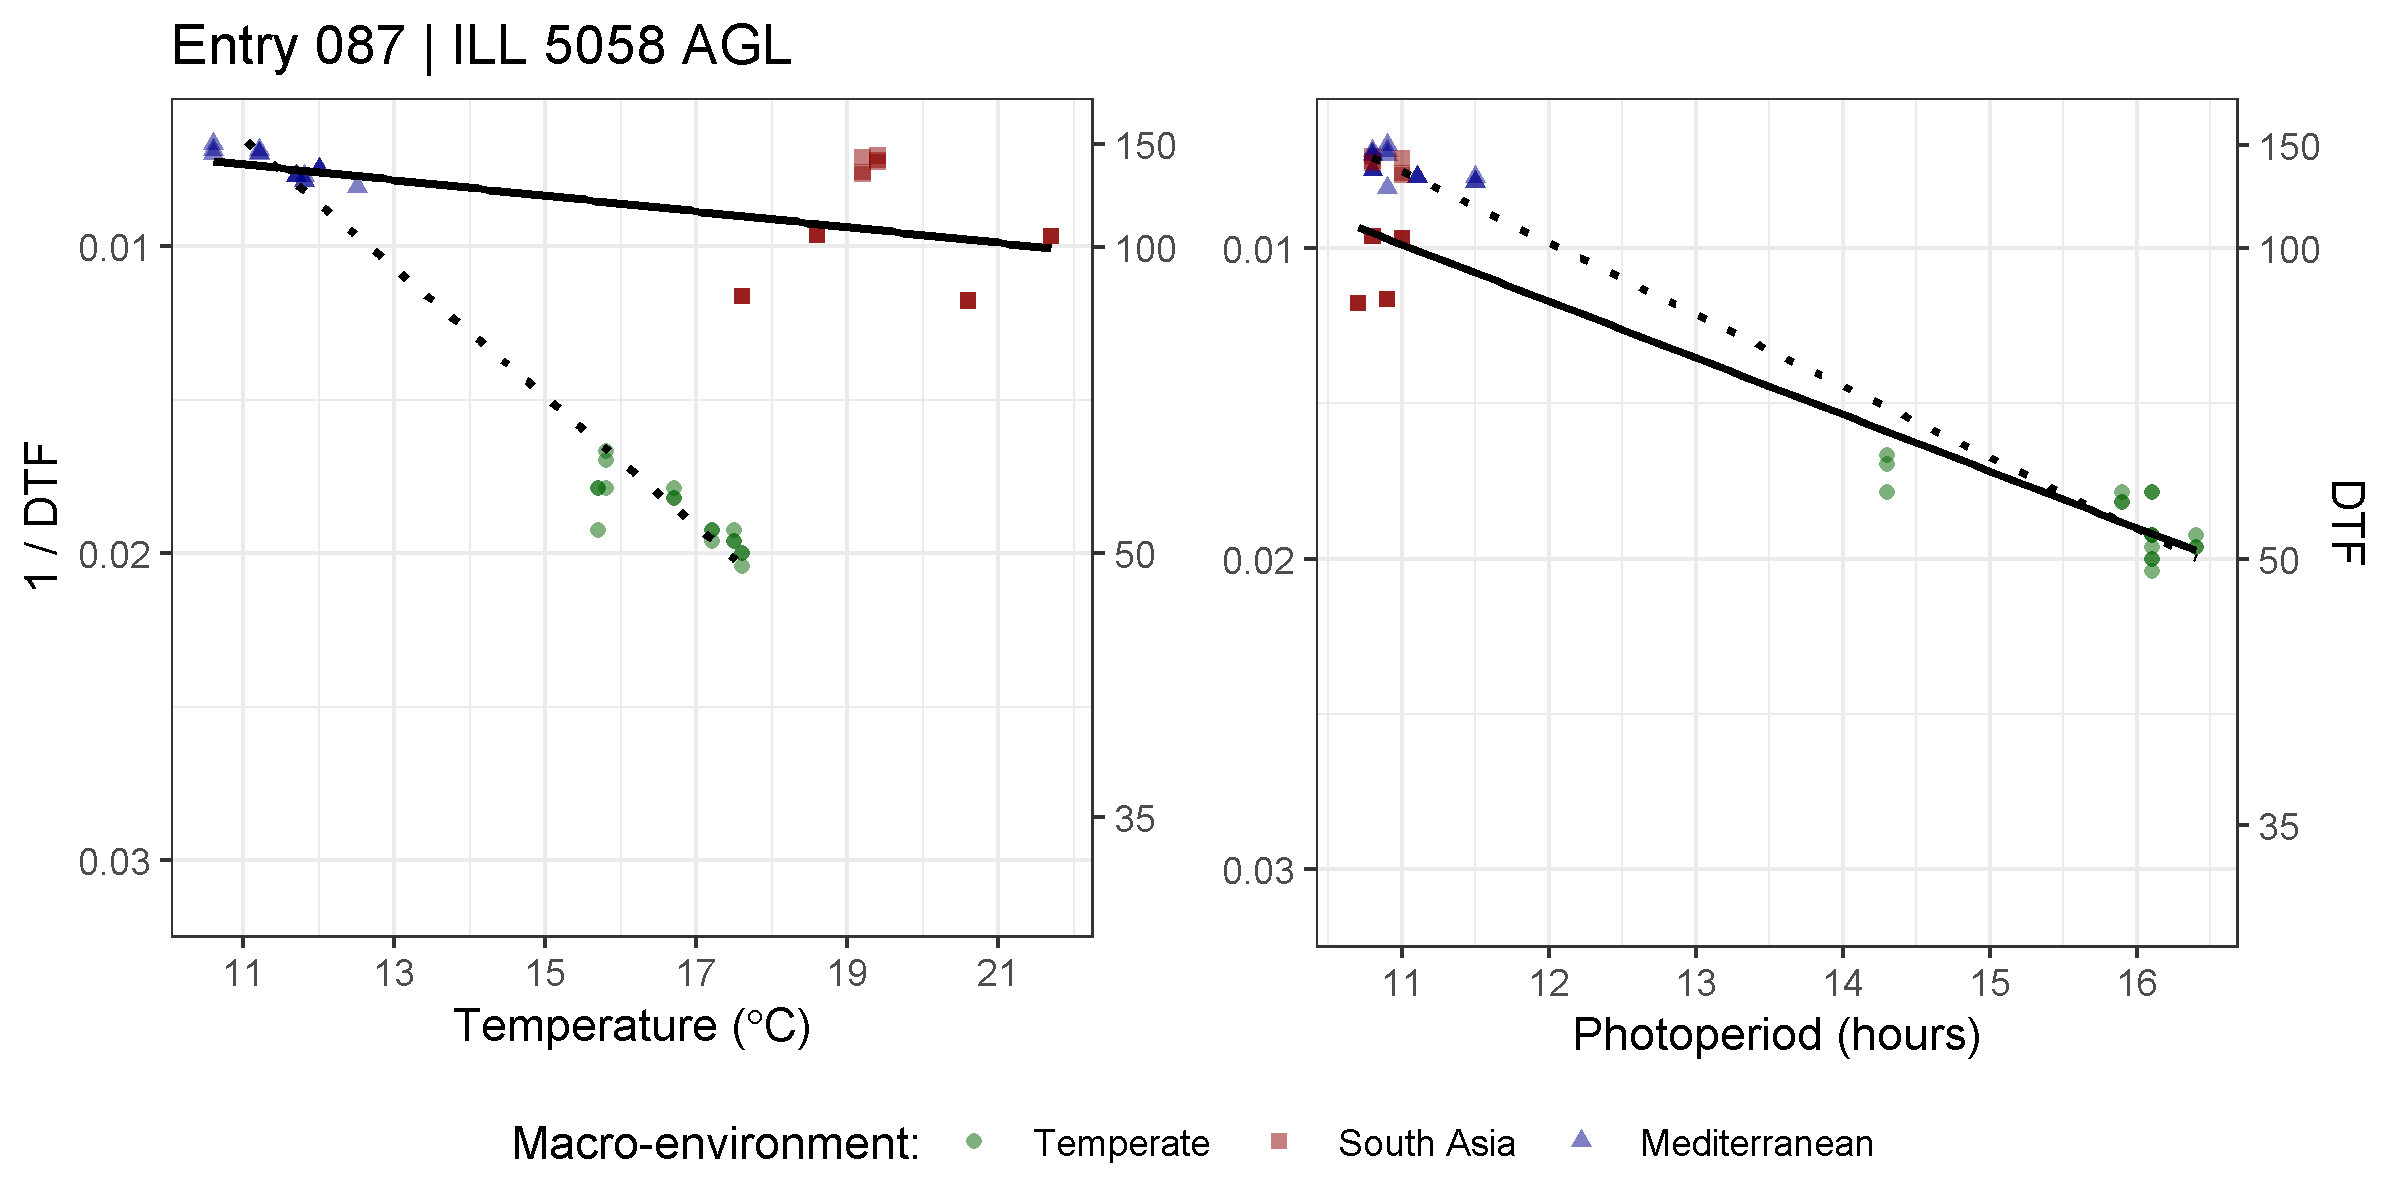 Entry 087 | ILL 5058 AGL
1 / DTF
0.01
0.02
0.03
150
100
50
35
11 13 15 17 19 21
Temperature (°C)
0.01
0.02
0.03
150
100
50
35
DTF
11 12 13 14 15 16
Photoperiod (hours)
Macro-environment: Temperate South Asia Mediterranean